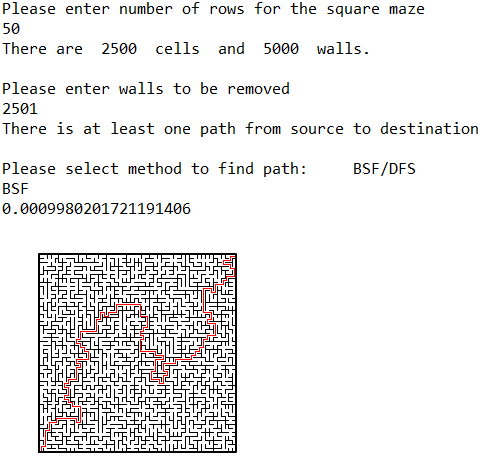 Please enter number of rows for the square maze
50
There are  2500  cells  and  5000  walls.
Please enter walls to be removed
2501
There is at least one path from source to destination
Please select method to find path:     BSF/DFS
BSF
0.0009980201721191406